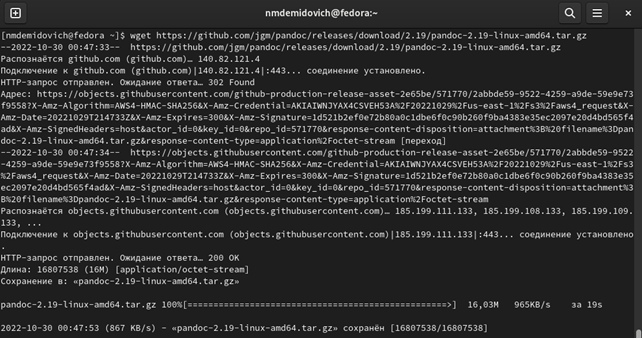 nmdemidovich@fedora:~
[nmdemidovich@fedora ~]$ wget https://github.com/jgm/pandoc/releases/download/2.19/pandoc-2.19-linux-amd64.tar.gz
--2022-10-30 00:47:33--  https://github.com/jgm/pandoc/releases/download/2.19/pandoc-2.19-linux-amd64.tar.gz
Распознаётся github.com (github.com)… 140.82.121.4
Подключение к github.com (github.com)|140.82.121.4|:443... соединение установлено.
HTTP-запрос отправлен. Ожидание ответа… 302 Found
Адрес: https://objects.githubusercontent.com/github-production-release-asset-2e65be/571770/2abbde59-9522-4259-a9de-59e9e73
f9558?X-Amz-Algorithm=AWS4-HMAC-SHA256&X-Amz-Credential=AKIAIWNJYAX4CSVEH53A%2F20221029%2Fus-east-1%2Fs3%2Faws4_request&X-
Amz-Date=20221029T214733Z&X-Amz-Expires=300&X-Amz-Signature=1d521b2ef0e72b80a0c1dbe6f0c90b260f9ba4383e35ec2097e20d4bd565f4
ad&X-Amz-SignedHeaders=host&actor_id=0&key_id=0&repo_id=571770&response-content-disposition=attachment%3B%20filename%3Dpan
doc-2.19-linux-amd64.tar.gz&response-content-type=application%2Foctet-stream [переход]
--2022-10-30 00:47:34--  https://objects.githubusercontent.com/github-production-release-asset-2e65be/571770/2abbde59-9522
-4259-a9de-59e9e73f9558?X-Amz-Algorithm=AWS4-HMAC-SHA256&X-Amz-Credential=AKIAIWNJYAX4CSVEH53A%2F20221029%2Fus-east-1%2Fs3
%2Faws4_request&X-Amz-Date=20221029T214733Z&X-Amz-Expires=300&X-Amz-Signature=1d521b2ef0e72b80a0c1dbe6f0c90b260f9ba4383e35
ec2097e20d4bd565f4ad&X-Amz-SignedHeaders=host&actor_id=0&key_id=0&repo_id=571770&response-content-disposition=attachment%3
B%20filename%3Dpandoc-2.19-linux-amd64.tar.gz&response-content-type=application%2Foctet-stream
Распознаётся objects.githubusercontent.com (objects.githubusercontent.com)… 185.199.111.133, 185.199.108.133, 185.199.109.
133, ...
Подключение к objects.githubusercontent.com (objects.githubusercontent.com)|185.199.111.133|:443... соединение установлено
.
HTTP-запрос отправлен. Ожидание ответа… 200 OK
Длина: 16807538 (16M) [application/octet-stream]
Сохранение в: «pandoc-2.19-linux-amd64.tar.gz»
pandoc-2.19-linux-amd64.tar.gz 100%[=================================================>]  16,03M   965KB/s    за 19s
2022-10-30 00:47:53 (867 KB/s) - «pandoc-2.19-linux-amd64.tar.gz» сохранён [16807538/16807538]